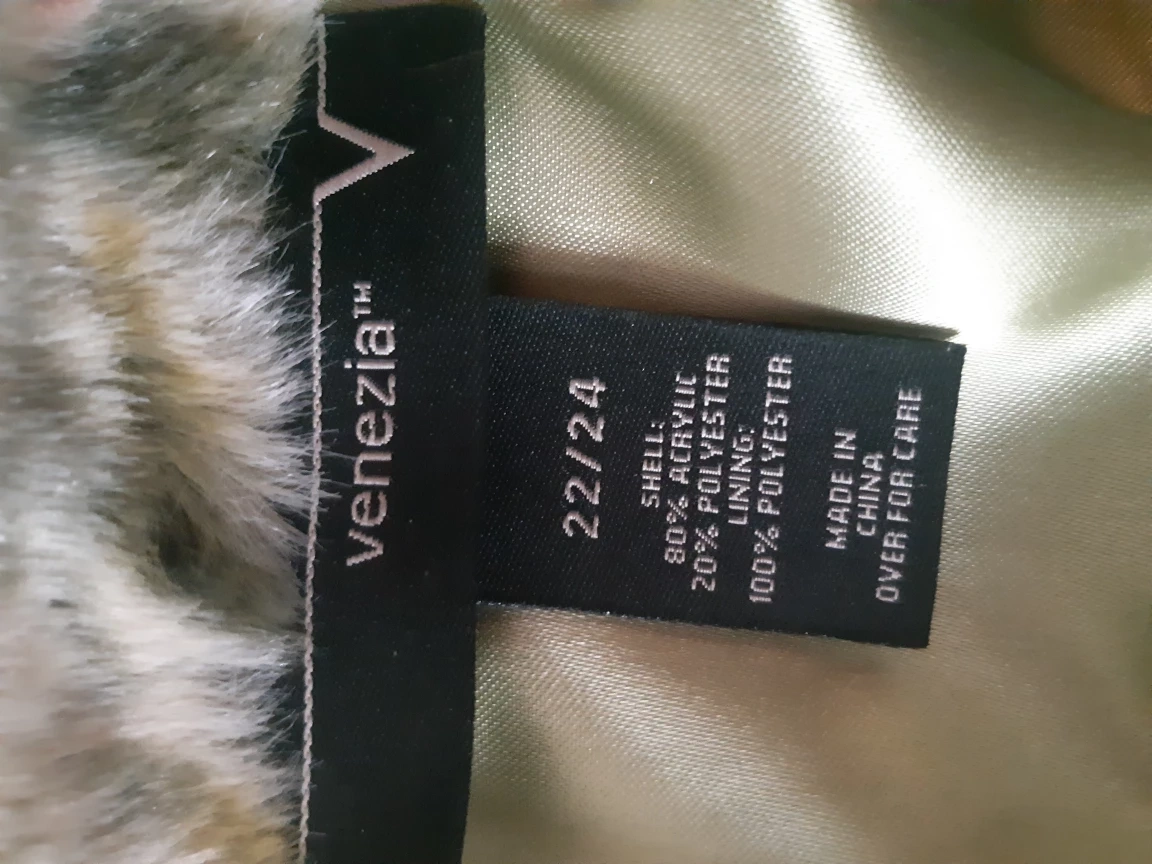 venezia™
22/24
SHELL:
80% ACRYLIC
20% POLYESTER
LINING:
100% POLYESTER
MADE IN
CHINA
OVER FOR CARE